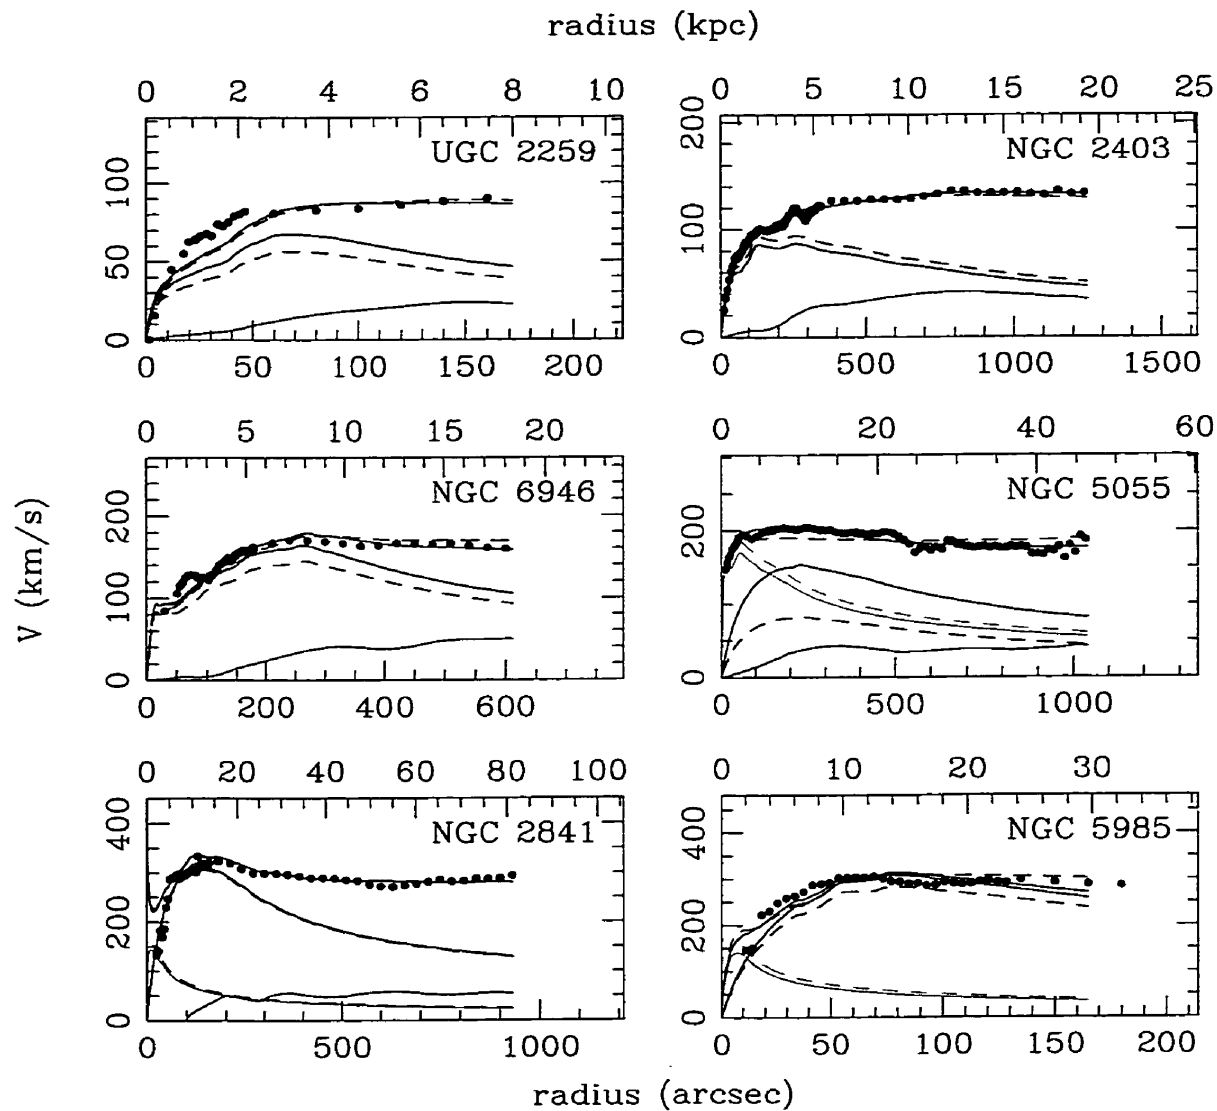 radius (kpc)
0 2 4 6 8 10
0 5 10 15 20 25
UGC 2259
NGC 2403
0 50 100
0 100 200
0 50 100 150 200
0 500 1000 1500
0 5 10 15 20
0 20 40 60
NGC 6946
NGC 5055
V (km/s)
0 100 200
0 200
0 200 400 600
0 500 1000
0 20 40 60 80 100
0 10 20 30
NGC 2841
NGC 5985
0 200 400
0 200 400
0 500 1000
0 50 100 150 200
radius (arcsec)